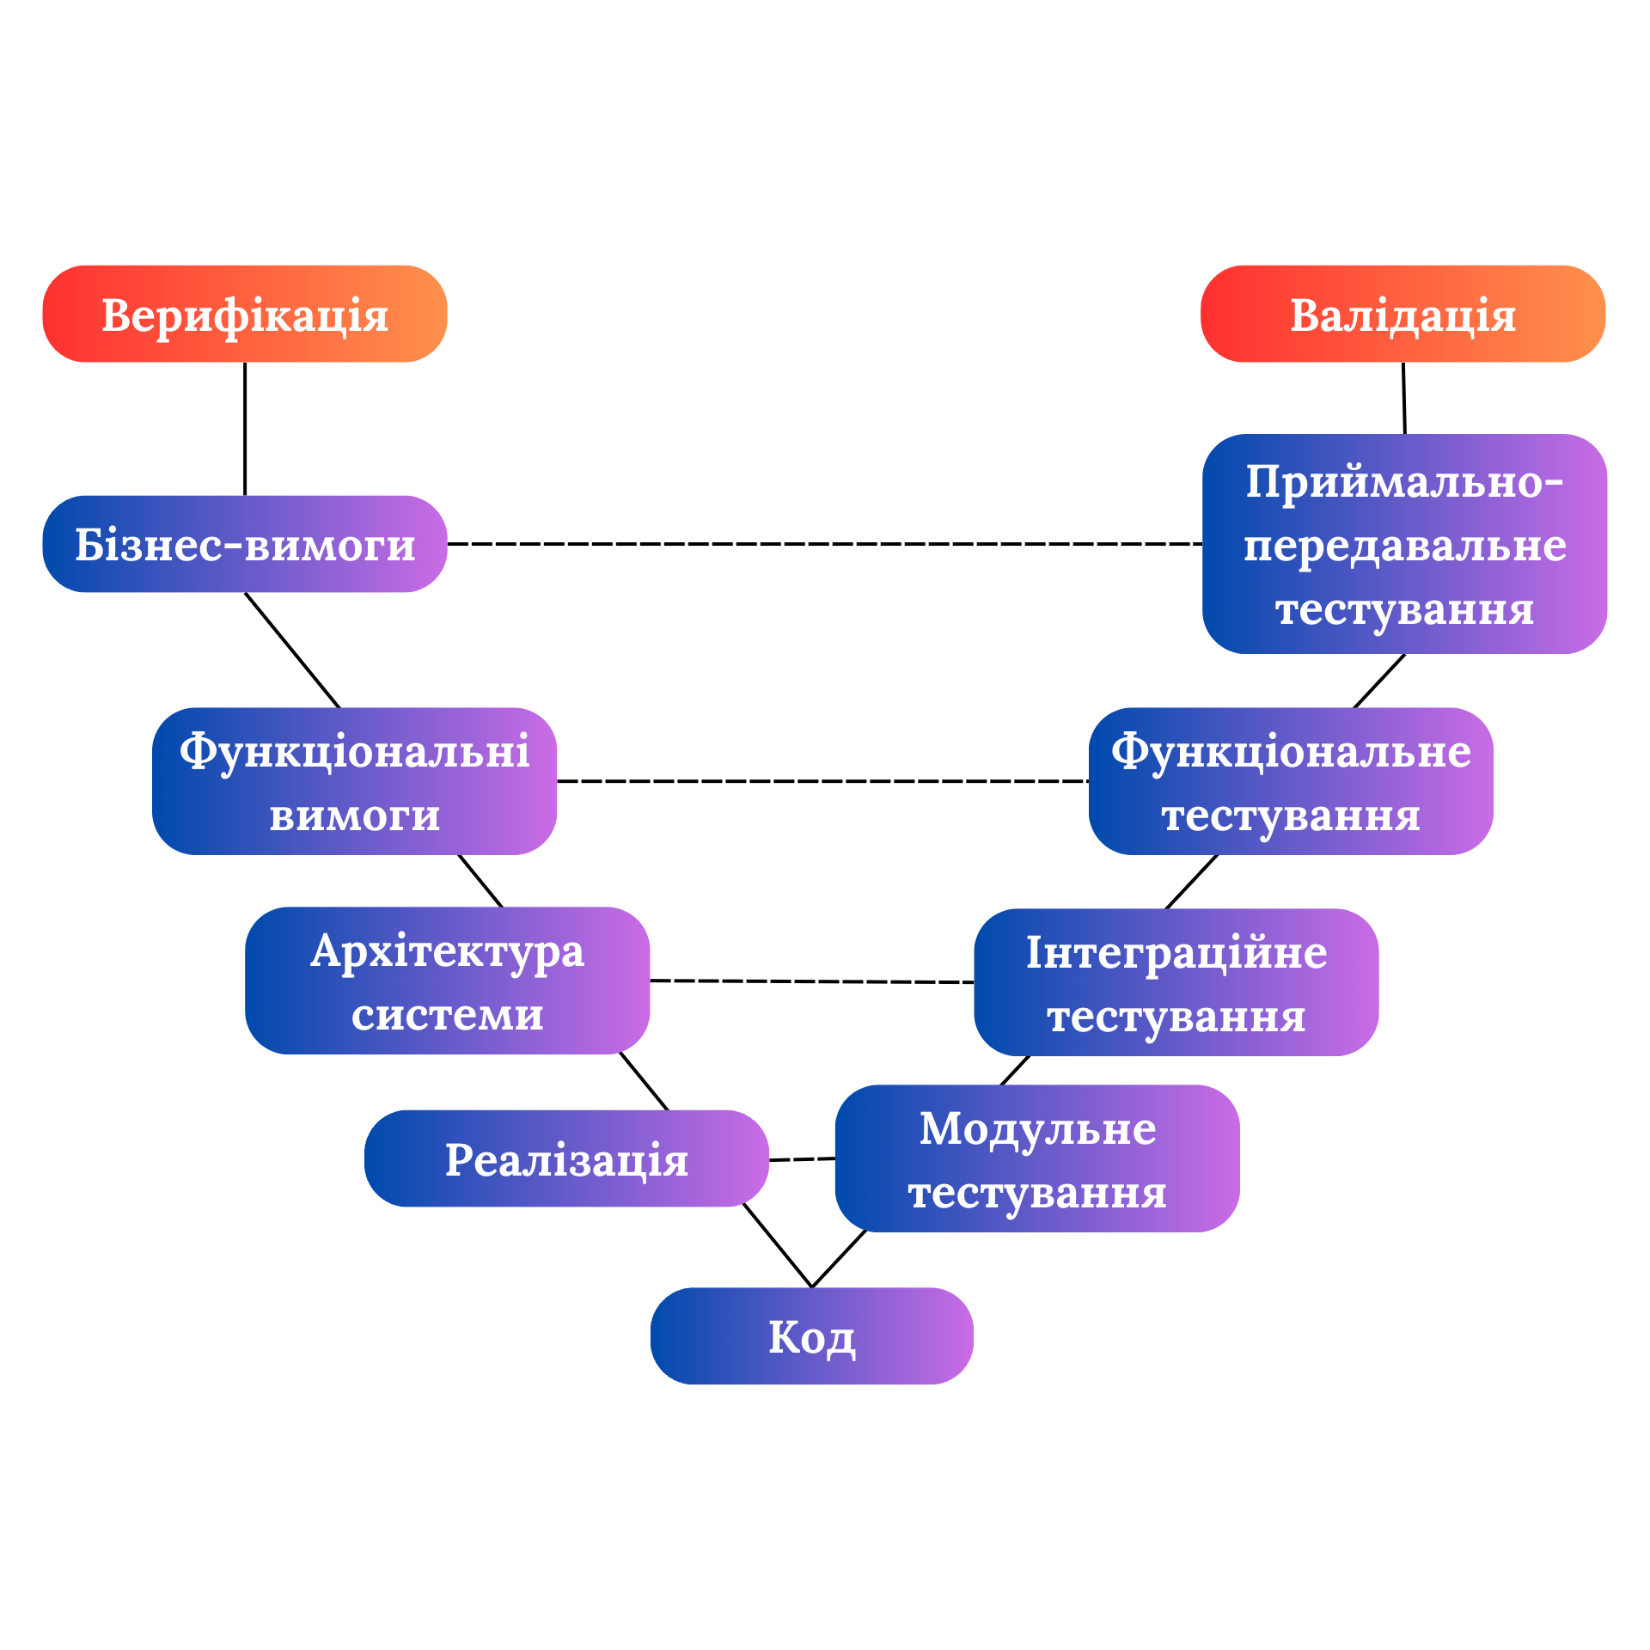 Верифікація
Валідація
Бізнес-вимоги
Приймально-
передавальне
тестування
Функціональні
вимоги
Функціональне
тестування
Архітектура
системи
Інтеграційне
тестування
Реалізація
Модульне
тестування
Код